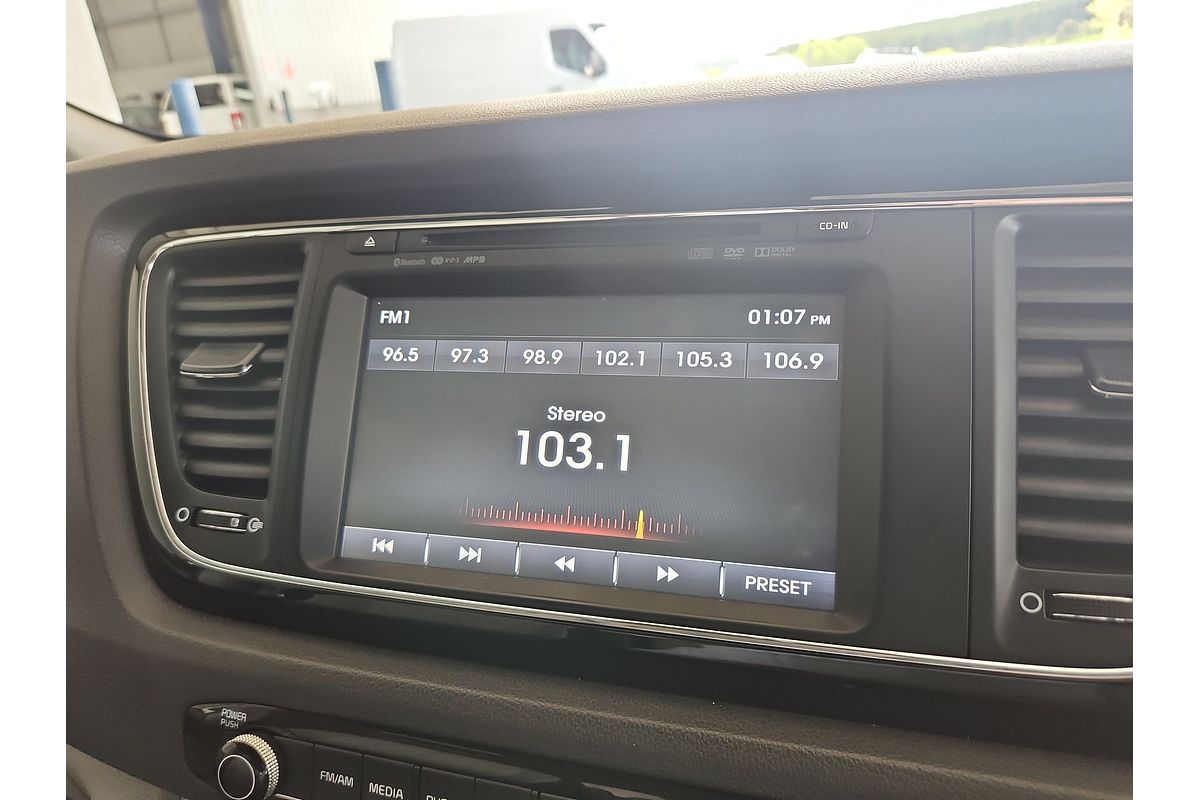 CD-IN
Bluetooth R·D·S MP3
DVD DOLBY
DIGITAL
FM1 01:07 PM
96.5 97.3 98.9 102.1 105.3 106.9
Stereo
103.1
PRESET
POWER
PUSH
FM/AM MEDIA